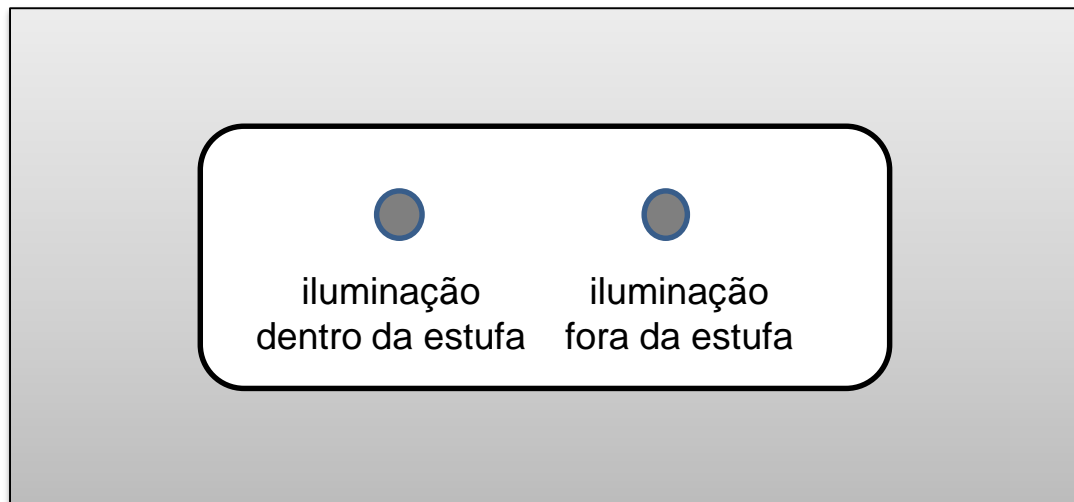 iluminação
dentro da estufa
iluminação
fora da estufa